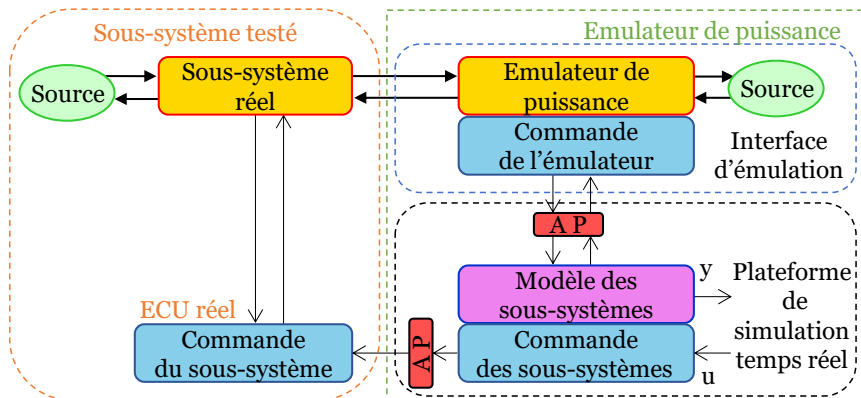 Sous-système testé
Emulateur de puissance
Source
Sous-système
réel
Emulateur de
puissance
Source
Commande
de l'émulateur
Interface
d'émulation
A P
Modèle des
sous-systèmes
y
Plateforme
de
simulation
temps réel
ECU réel
Commande
du sous-système
A P
Commande
des sous-systèmes
u